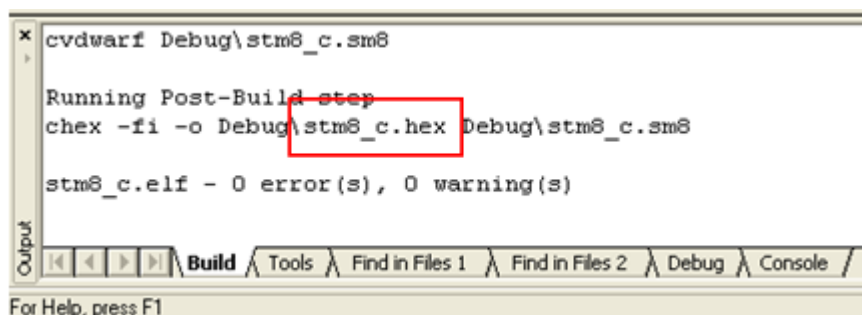 cvdwarf Debug\stm8_c.sm8
Running Post-Build step
chex -fi -o Debug\stm8_c.hex Debug\stm8_c.sm8
stm8_c.elf - 0 error(s), 0 warning(s)
Output
Build Tools Find in Files 1 Find in Files 2 Debug Console
For Help, press F1